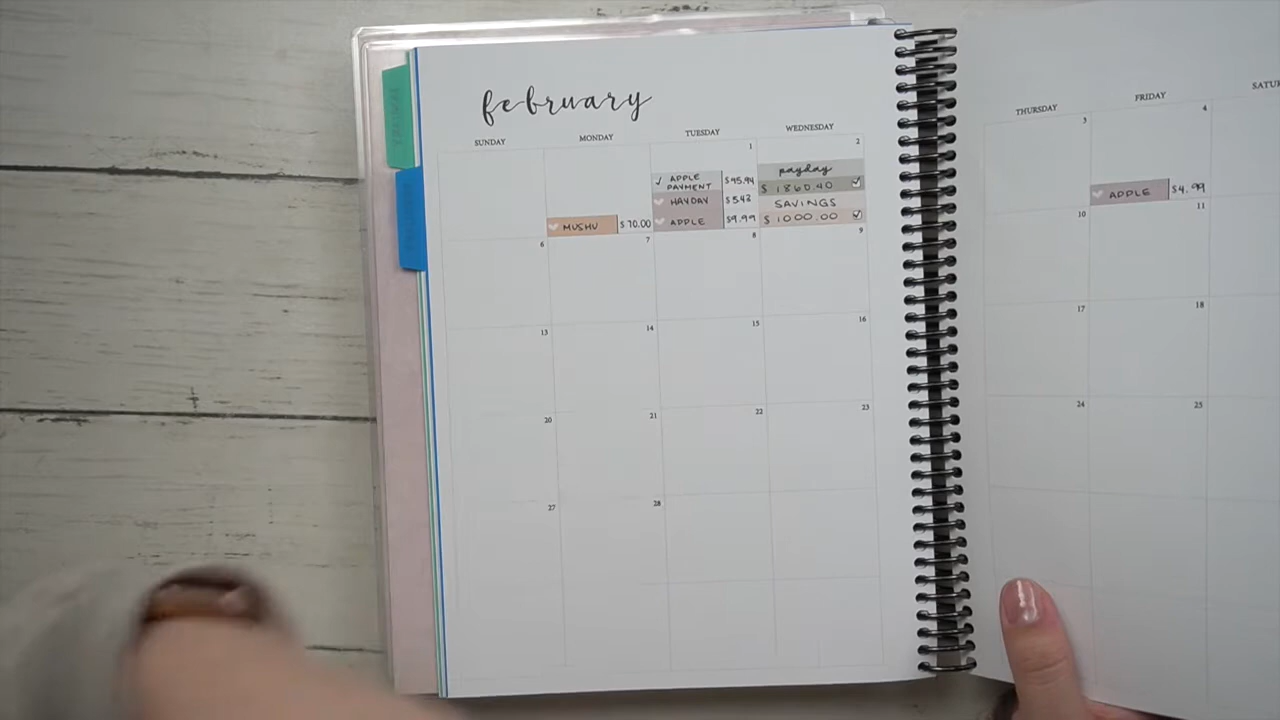 february
SUNDAY MONDAY TUESDAY WEDNESDAY THURSDAY FRIDAY
1 2 3 4
✓ APPLE PAYMENT $95.94
HAYDAY $5.42
APPLE $9.99
payday
$1860.40
SAVINGS
$1000.00
MUSHU $70.00
APPLE $4.99
6 7 8 9 10 11
13 14 15 16 17 18
20 21 22 23 24 25
27 28